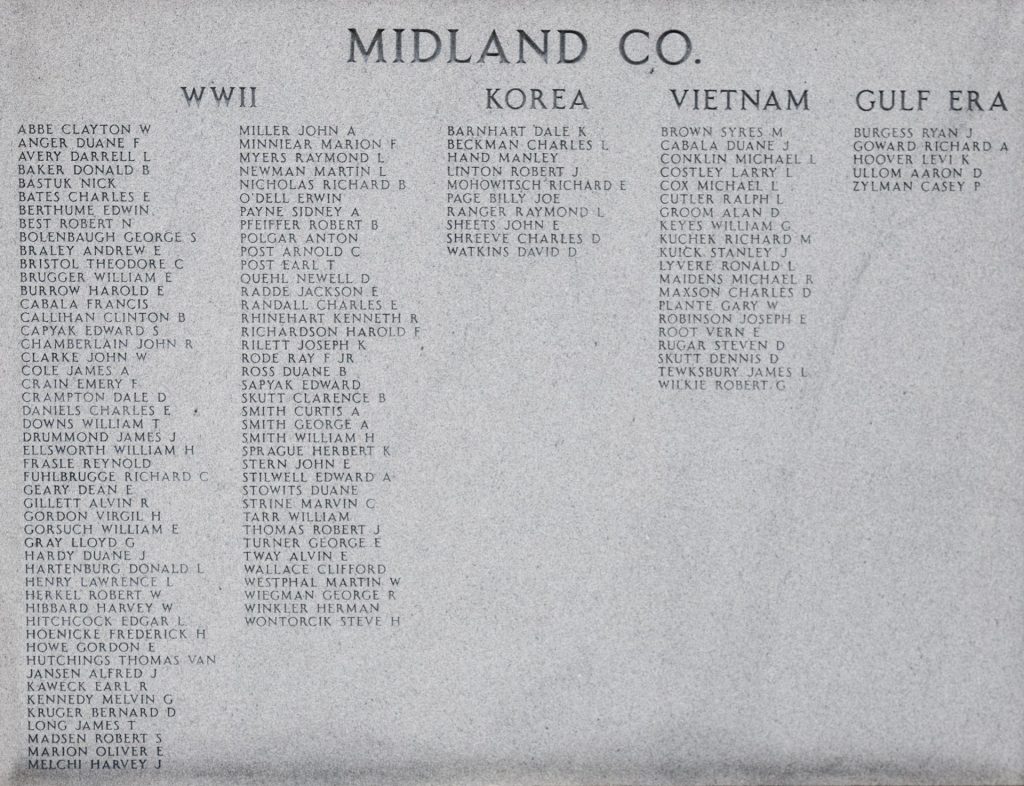 MIDLAND CO.
WWII
ABBE CLAYTON W
ANGER DUANE F
AVERY DARRELL L
BAKER DONALD B
BASTUK NICK
BATES CHARLES E
BERTHUME EDWIN
BEST ROBERT N
BOLENBAUGH GEORGE S
BRALEY ANDREW E
BRISTOL THEODORE C
BRUGGER WILLIAM E
BURROW HAROLD E
CABALA FRANCIS
CALLIHAN CLINTON B
CAPYAK EDWARD S
CHAMBERLAIN JOHN R
CLARKE JOHN W
COLE JAMES A
CRAIN EMERY F
CRAMPTON DALE D
DANIELS CHARLES E
DOWNS WILLIAM T
DRUMMOND JAMES J
ELLSWORTH WILLIAM H
FRASLE REYNOLD
FUHLBRUGGE RICHARD C
GEARY DEAN E
GILLETT ALVIN R
GORDON VIRGIL H
GORSUCH WILLIAM E
GRAY LLOYD G
HARDY DUANE J
HARTENBURG DONALD L
HENRY LAWRENCE L
HERKEL ROBERT W
HIBBARD HARVEY W
HITCHCOCK EDGAR L
HOENICKE FREDERICK H
HOWE GORDON E
HUTCHINGS THOMAS VAN
JANSEN ALFRED J
KAWECK EARL R
KENNEDY MELVIN G
KRUGER BERNARD D
LONG JAMES T
MADSEN ROBERT S
MARION OLIVER E
MELCHI HARVEY J
MILLER JOHN A
MINNIEAR MARION F
MYERS RAYMOND L
NEWMAN MARTIN L
NICHOLAS RICHARD B
O'DELL ERWIN
PAYNE SIDNEY A
PFEIFFER ROBERT B
POLGAR ANTON
POST ARNOLD C
POST EARL T
QUEHL NEWELL D
RADDE JACKSON E
RANDALL CHARLES E
RHINEHART KENNETH R
RICHARDSON HAROLD F
RILETT JOSEPH K
RODE RAY F JR
ROSS DUANE B
SAPYAK EDWARD
SKUTT CLARENCE B
SMITH CURTIS A
SMITH GEORGE A
SMITH WILLIAM H
SPRAGUE HERBERT K
STERN JOHN E
STILWELL EDWARD A
STOWITS DUANE
STRINE MARVIN C
TARR WILLIAM
THOMAS ROBERT J
TURNER GEORGE E
TWAY ALVIN E
WALLACE CLIFFORD
WESTPHAL MARTIN W
WIEGMAN GEORGE R
WINKLER HERMAN
WONTORCIK STEVE H
KOREA
BARNHART DALE K
BECKMAN CHARLES L
HAND MANLEY
LINTON ROBERT J
MOHOWITSCH RICHARD E
PAGE BILLY JOE
RANGER RAYMOND L
SHEETS JOHN E
SHREEVE CHARLES D
WATKINS DAVID D
VIETNAM
BROWN SYRES M
CABALA DUANE J
CONKLIN MICHAEL L
COSTLEY LARRY L
COX MICHAEL L
CUTLER RALPH L
GROOM ALAN D
KEYES WILLIAM G
KUCHEK RICHARD M
KUICK STANLEY J
LYVERE RONALD L
MAIDENS MICHAEL R
MAXSON CHARLES D
PLANTE GARY W
ROBINSON JOSEPH E
ROOT VERN E
RUGAR STEVEN D
SKUTT DENNIS D
TEWKSBURY JAMES L
WILKIE ROBERT G
GULF ERA
BURGESS RYAN J
GOWARD RICHARD A
HOOVER LEVI K
ULLOM AARON D
ZYLMAN CASEY P